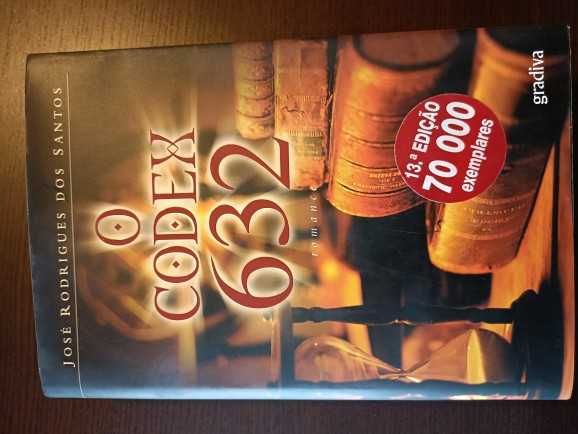 JOSÉ RODRIGUES DOS SANTOS
O
CODEX
632
romance
13.ª EDIÇÃO
70 000
exemplares
gradiva